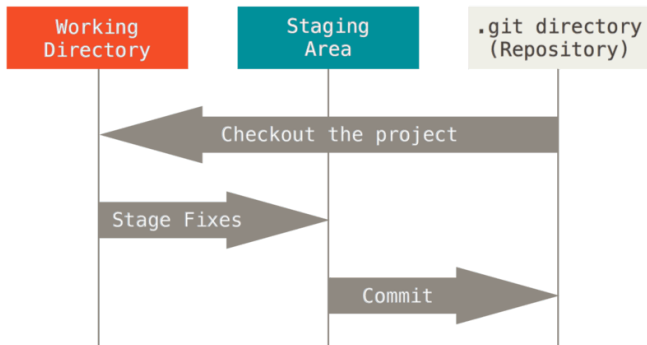 Working
Directory
Staging
Area
.git directory
(Repository)
Checkout the project
Stage Fixes
Commit